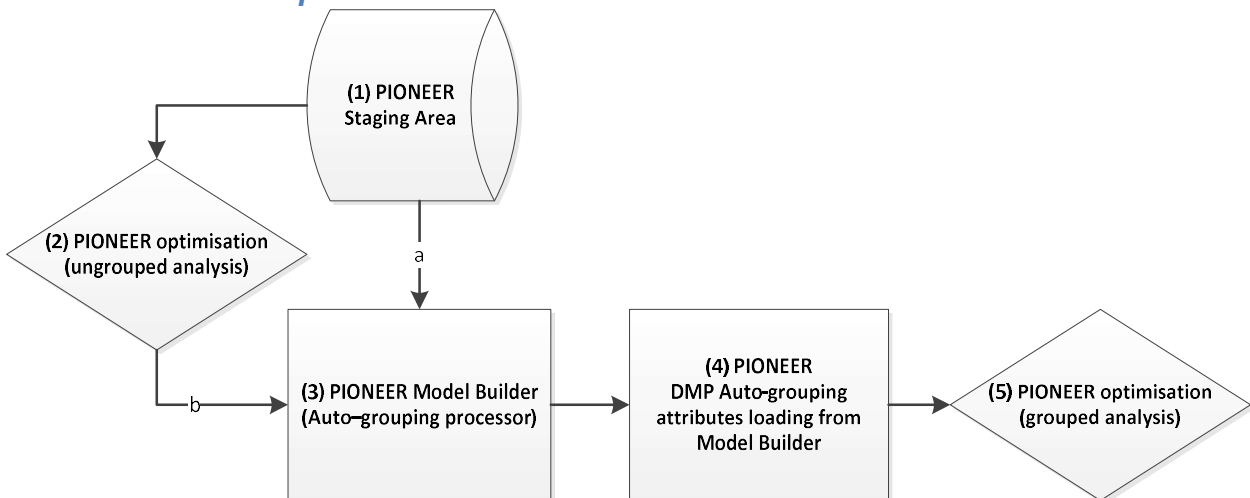 (1) PIONEER
Staging Area
(2) PIONEER optimisation
(ungrouped analysis)
a
b
(3) PIONEER Model Builder
(Auto-grouping processor)
(4) PIONEER
DMP Auto-grouping
attributes loading from
Model Builder
(5) PIONEER optimisation
(grouped analysis)